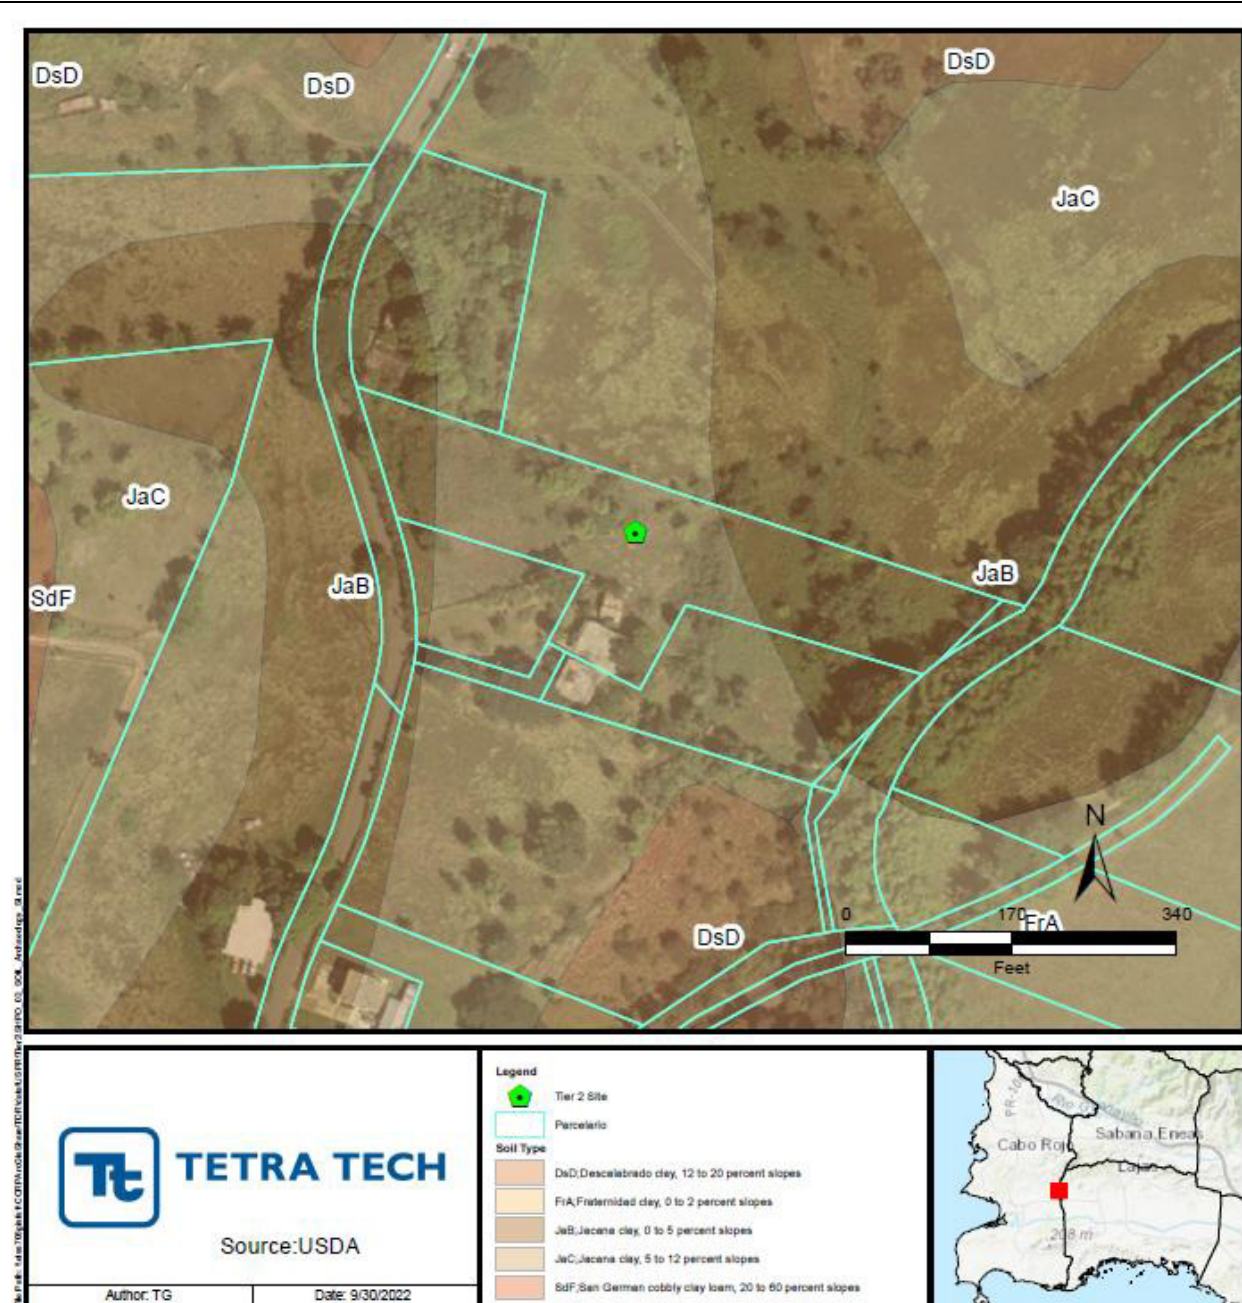 DsD
DsD
DsD
JaC
JaC
JaB
JaB
SdF
DsD
FrA
N
0 170 340
Feet
Tt
TETRA TECH
Source:USDA
Author: TG
Date: 9/30/2022
Legend
Tier 2 Site
Parcelario
Soil Type
DsD;Descalabrado clay, 12 to 20 percent slopes
FrA;Fraternidad clay, 0 to 2 percent slopes
JaB;Jacana clay, 0 to 5 percent slopes
JaC;Jacana clay, 5 to 12 percent slopes
SdF;San German cobbly clay loam, 20 to 60 percent slopes
Cabo Rojo
Sabana Eneas
Lajas
208 m